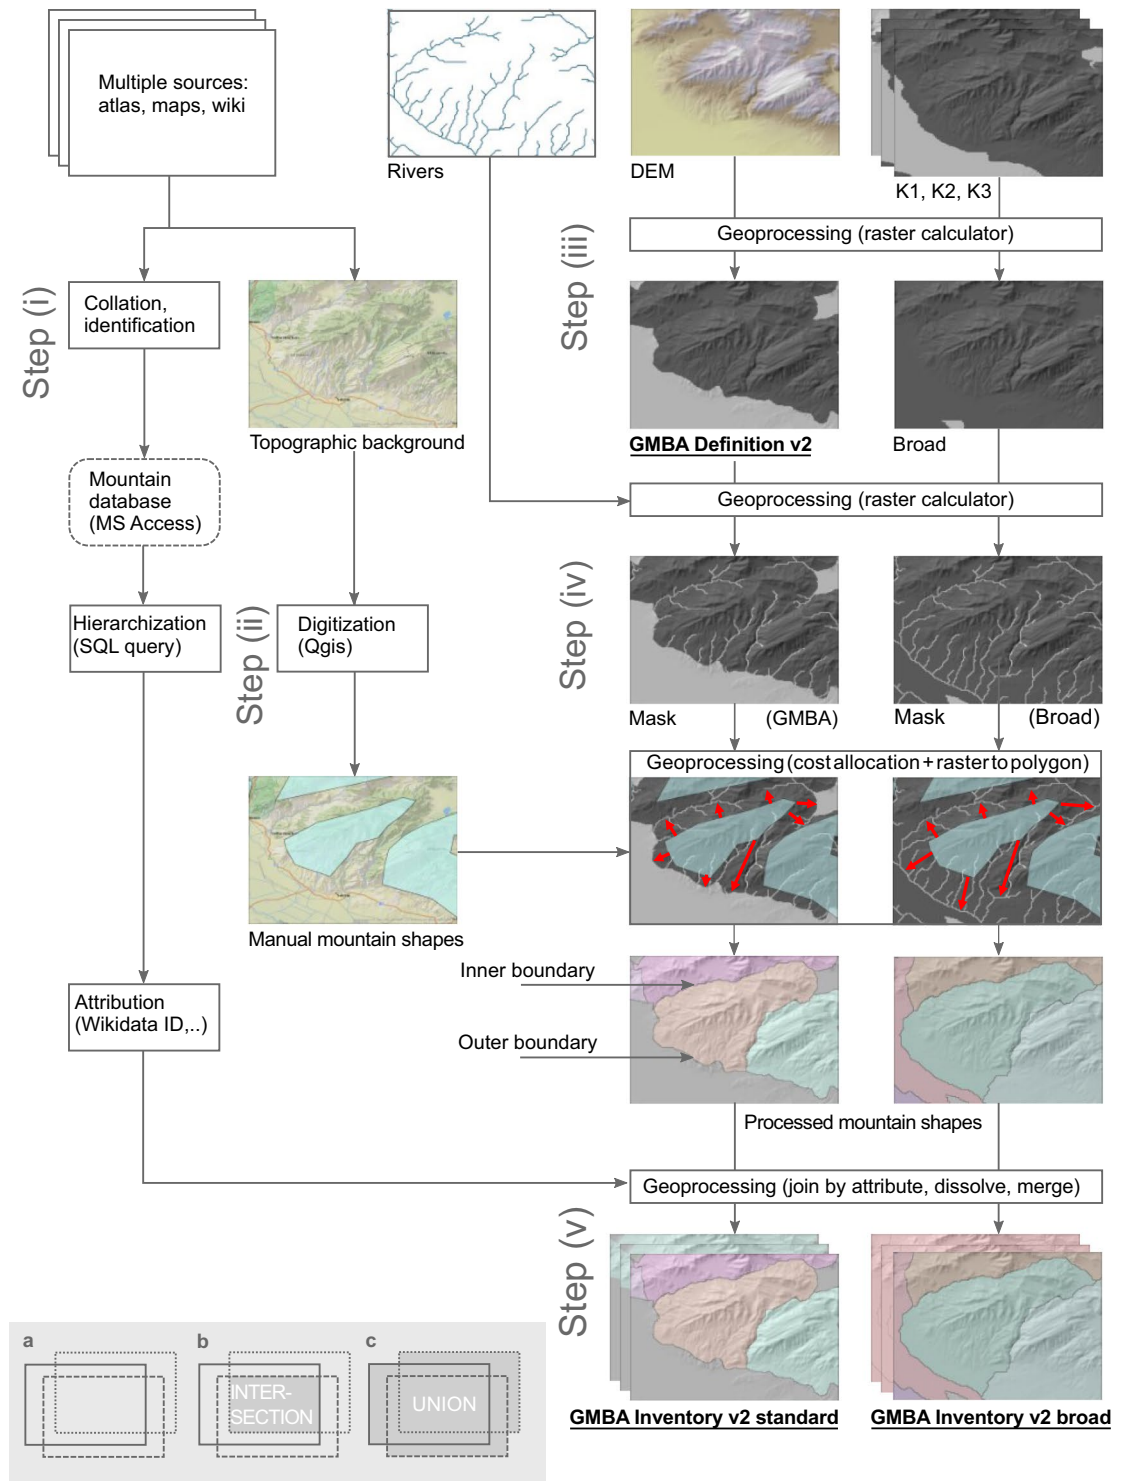 Multiple sources:
atlas, maps, wiki
Rivers
DEM
K1, K2, K3
Step (iii)
Geoprocessing (raster calculator)
Step (i)
Collation,
identification
Topographic background
GMBA Definition v2
Broad
Mountain
database
(MS Access)
Geoprocessing (raster calculator)
Step (iv)
Hierarchization
(SQL query)
Step (ii)
Digitization
(Qgis)
Mask (GMBA)
Mask (Broad)
Geoprocessing (cost allocation + raster to polygon)
Manual mountain shapes
Inner boundary
Outer boundary
Attribution
(Wikidata ID,..)
Processed mountain shapes
Geoprocessing (join by attribute, dissolve, merge)
Step (v)
GMBA Inventory v2 standard
GMBA Inventory v2 broad
a
b
INTER-
SECTION
c
UNION